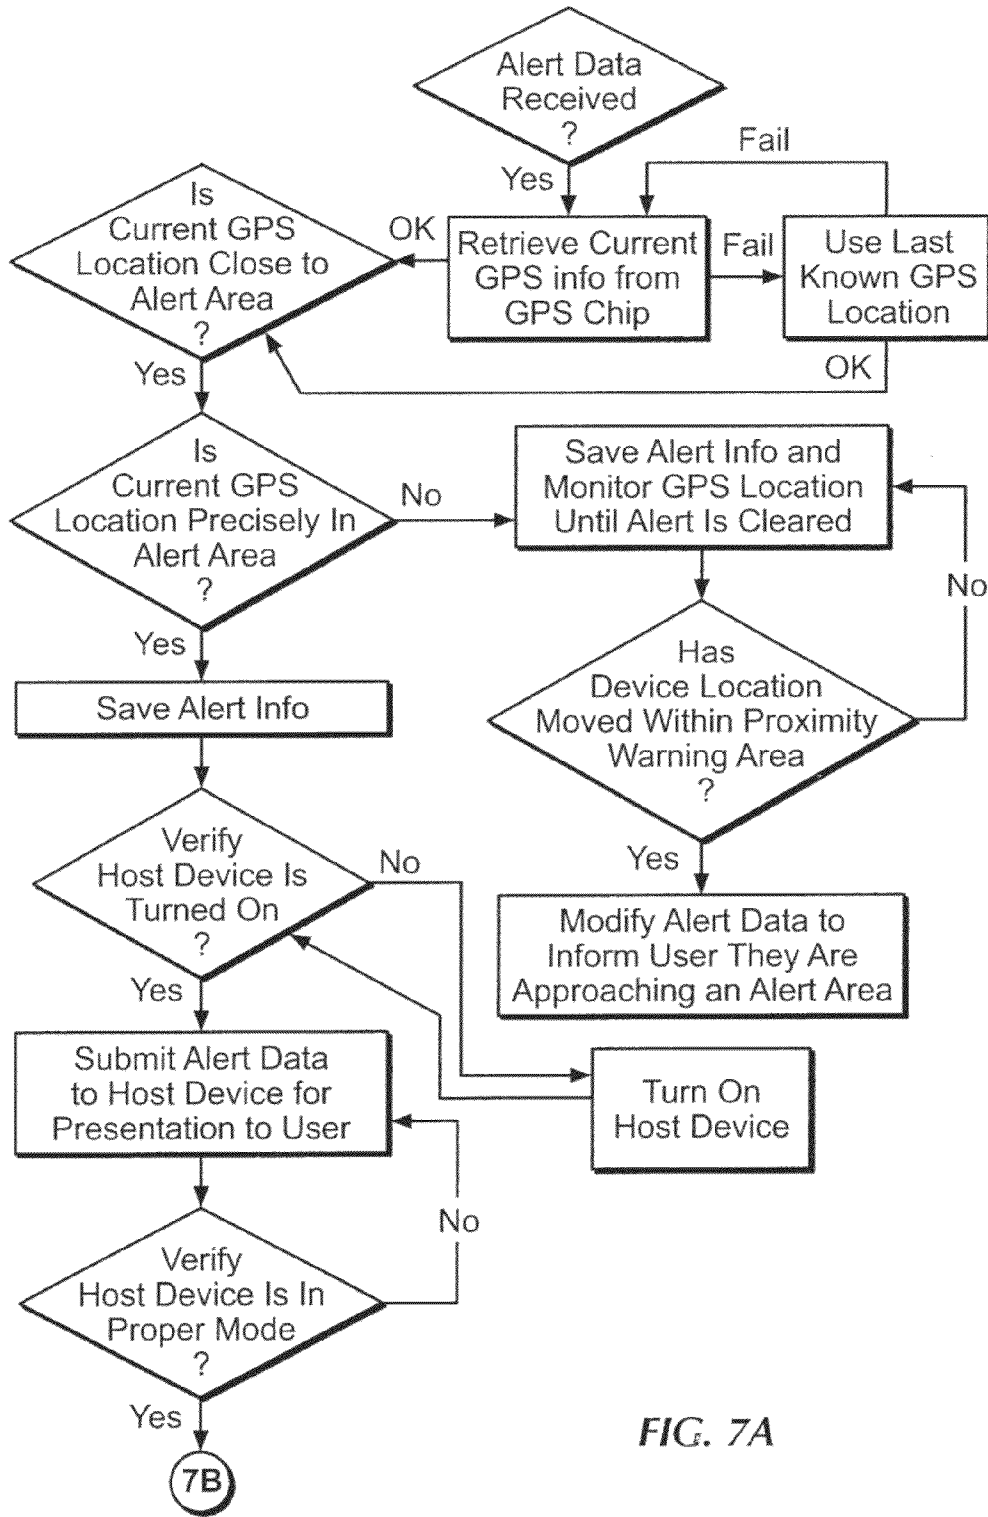 Alert Data
Received
?
Yes
Fail
Is
Current GPS
Location Close to
Alert Area
?
OK
Retrieve Current
GPS info from
GPS Chip
Fail
Use Last
Known GPS
Location
OK
Yes
Is
Current GPS
Location Precisely In
Alert Area
?
No
Save Alert Info and
Monitor GPS Location
Until Alert Is Cleared
No
Yes
Save Alert Info
Has
Device Location
Moved Within Proximity
Warning Area
?
Yes
Verify
Host Device Is
Turned On
?
No
Modify Alert Data to
Inform User They Are
Approaching an Alert Area
Yes
Submit Alert Data
to Host Device for
Presentation to User
Turn On
Host Device
No
Verify
Host Device Is In
Proper Mode
?
Yes
7B
FIG. 7A